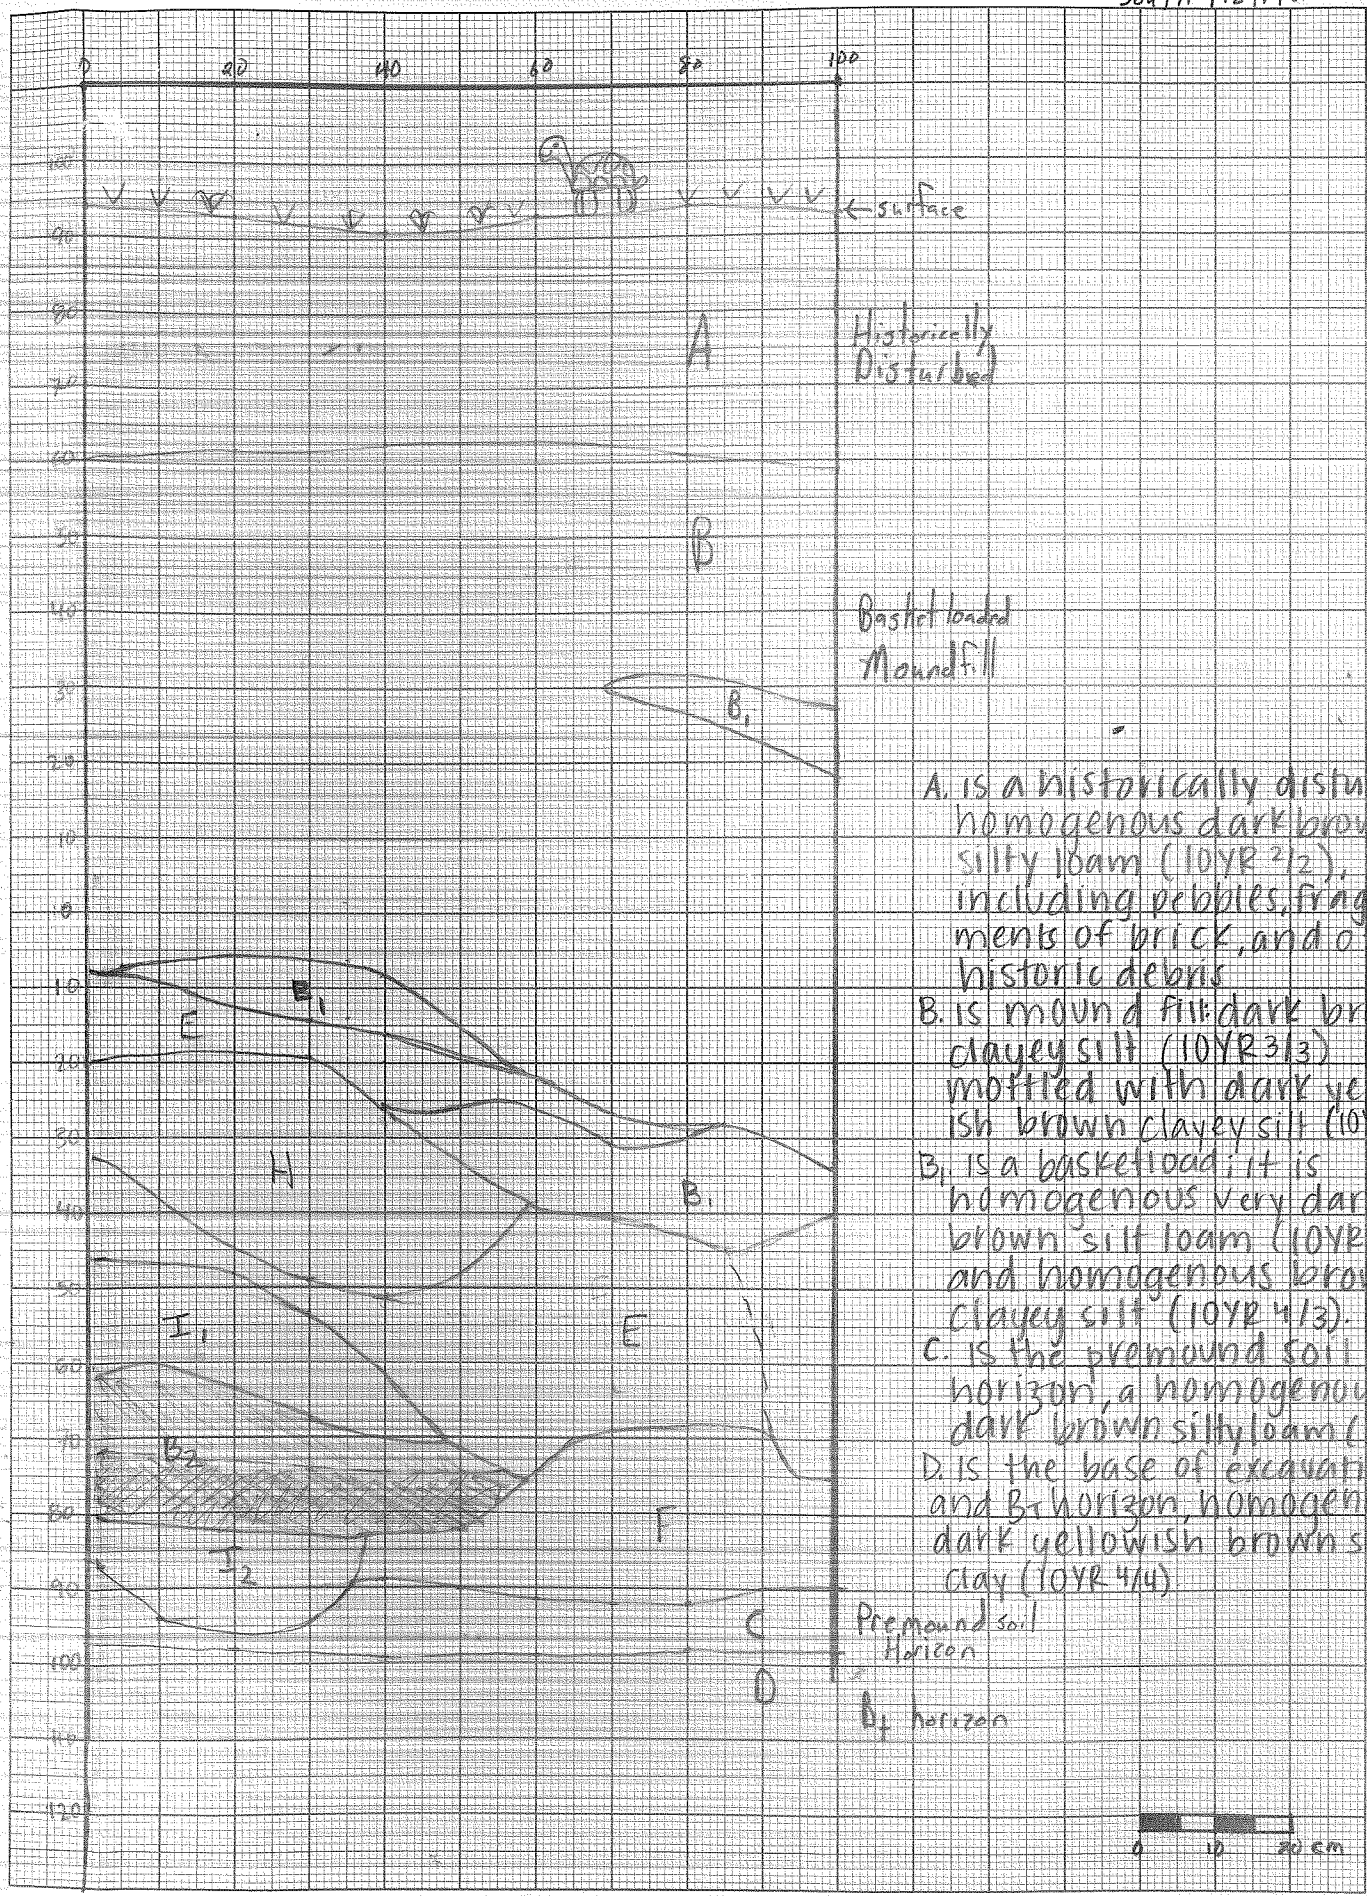 South
0 20 40 60 80 100
100
← surface
90
80
A
Historically
Disturbed
70
60
50
B
40
Basket loaded
Moundfill
30
B1
20
A. is a historically distu
10
homogenous dark brow
silty loam (10YR 2/2),
0
including pebbles, frag
ments of brick, and o
10
historic debris
B1
E
B. is mound fill: dark br
20
clayey silt (10YR 3/3)
mottled with dark ye
30
ish brown clayey silt (10
H
B1. is a basketload; it is
B1
40
homogenous very dar
brown silt loam (10YR
50
and homogenous brow
I1
E
clayey silt (10YR 4/3).
60
C. is the premound soil
horizon, a homogenou
70
dark brown silty loam (
B2
D. is the base of excavati
80
F
and Bt horizon, homogen
I2
dark yellowish brown s
90
clay (10YR 4/4)
C
Premound soil
Horizon
100
D
Bt horizon
110
120
0 10 20 cm